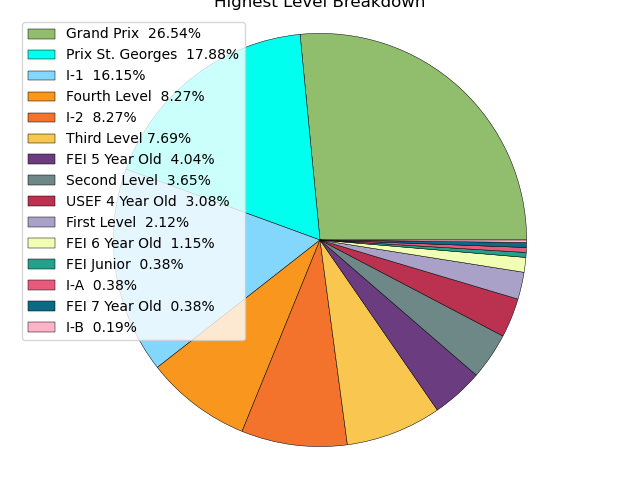 Highest Level Breakdown
Grand Prix 26.54%
Prix St. Georges 17.88%
I-1 16.15%
Fourth Level 8.27%
I-2 8.27%
Third Level 7.69%
FEI 5 Year Old 4.04%
Second Level 3.65%
USEF 4 Year Old 3.08%
First Level 2.12%
FEI 6 Year Old 1.15%
FEI Junior 0.38%
I-A 0.38%
FEI 7 Year Old 0.38%
I-B 0.19%